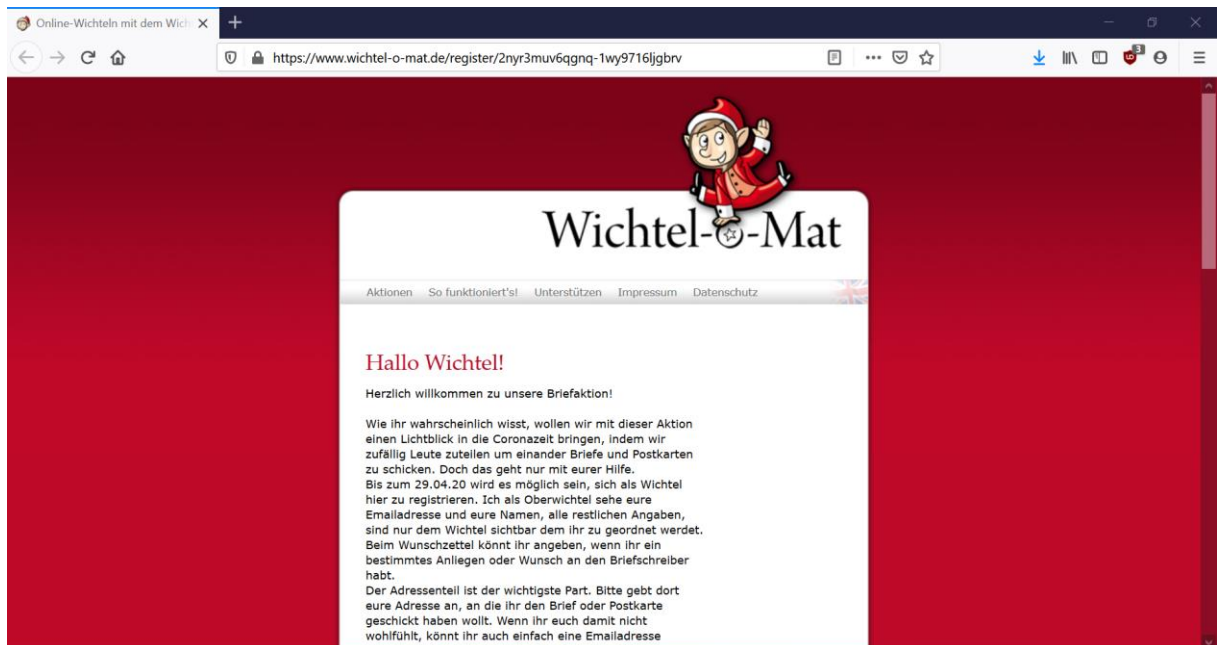 Online-Wichteln mit dem Wich
https://www.wichtel-o-mat.de/register/2nyr3muv6qgnq-1wy9716ljgbrv
3
Wichtel-o-Mat
Aktionen So funktioniert's! Unterstützen Impressum Datenschutz
Hallo Wichtel!
Herzlich willkommen zu unsere Briefaktion!
Wie ihr wahrscheinlich wisst, wollen wir mit dieser Aktion
einen Lichtblick in die Coronazeit bringen, indem wir
zufällig Leute zuteilen um einander Briefe und Postkarten
zu schicken. Doch das geht nur mit eurer Hilfe.
Bis zum 29.04.20 wird es möglich sein, sich als Wichtel
hier zu registrieren. Ich als Oberwichtel sehe eure
Emailadresse und eure Namen, alle restlichen Angaben,
sind nur dem Wichtel sichtbar dem ihr zu geordnet werdet.
Beim Wunschzettel könnt ihr angeben, wenn ihr ein
bestimmtes Anliegen oder Wunsch an den Briefschreiber
habt.
Der Adressenteil ist der wichtigste Part. Bitte gebt dort
eure Adresse an, an die ihr den Brief oder Postkarte
geschickt haben wollt. Wenn ihr euch damit nicht
wohlfühlt, könnt ihr auch einfach eine Emailadresse